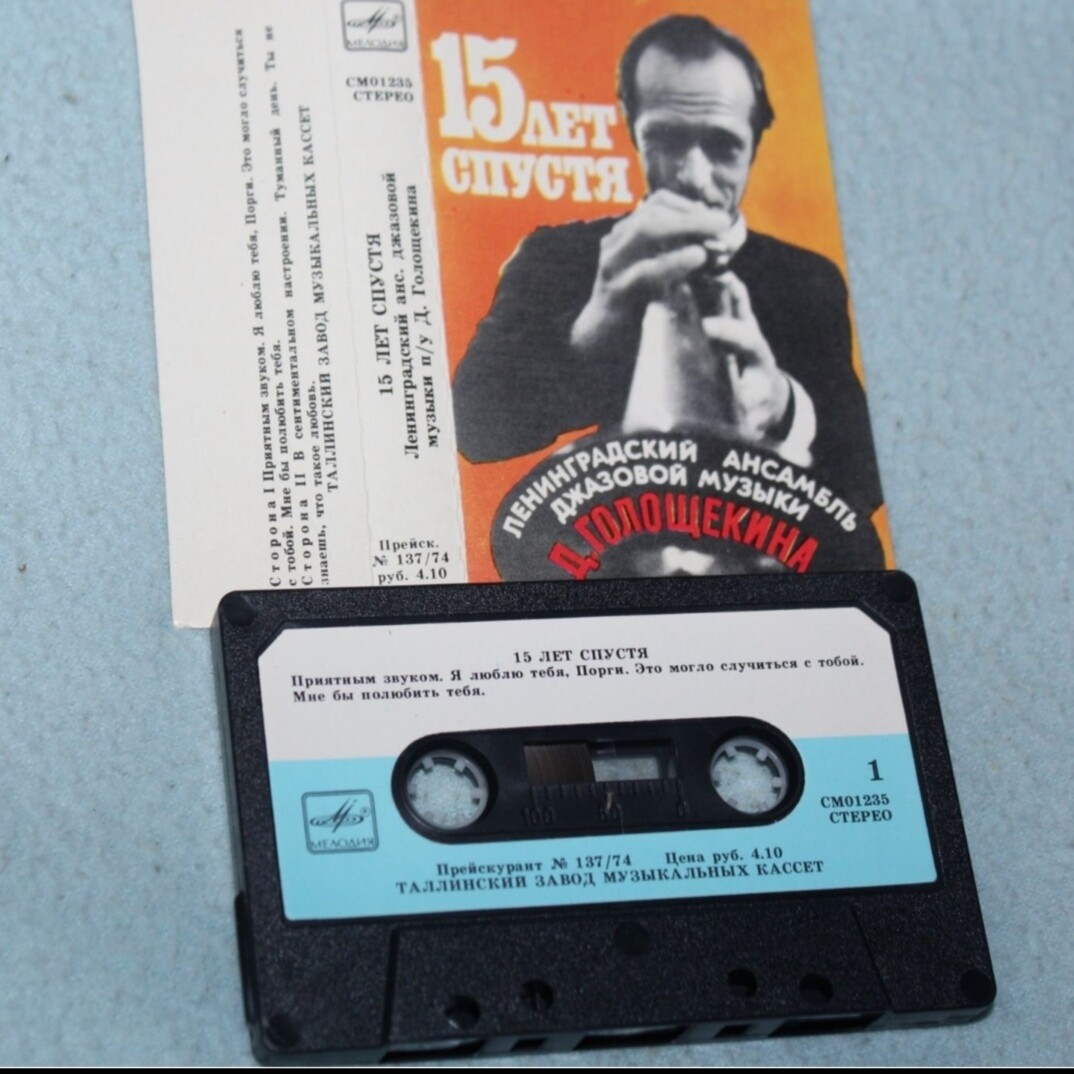 МЕЛОДИЯ
СМ01235
СТЕРЕО
15 ЛЕТ
СПУСТЯ
ЛЕНИНГРАДСКИЙ АНСАМБЛЬ
ДЖАЗОВОЙ МУЗЫКИ
Д. ГОЛОЩЕКИНА
15 ЛЕТ СПУСТЯ
Ленинградский анс. джазовой
музыки п/у Д. Голощекина
Прейск.
№ 137/74
руб. 4.10
Сторона I Приятным звуком. Я люблю тебя, Порги. Это могло случиться
с тобой. Мне бы полюбить тебя.
Сторона II В сентиментальном настроении. Туманный день. Ты не
знаешь, что такое любовь.
ТАЛЛИНСКИЙ ЗАВОД МУЗЫКАЛЬНЫХ КАССЕТ
15 ЛЕТ СПУСТЯ
Приятным звуком. Я люблю тебя, Порги. Это могло случиться с тобой.
Мне бы полюбить тебя.
100 50 0
1
СМ01235
СТЕРЕО
МЕЛОДИЯ
Прейскурант № 137/74 Цена руб. 4.10
ТАЛЛИНСКИЙ ЗАВОД МУЗЫКАЛЬНЫХ КАССЕТ